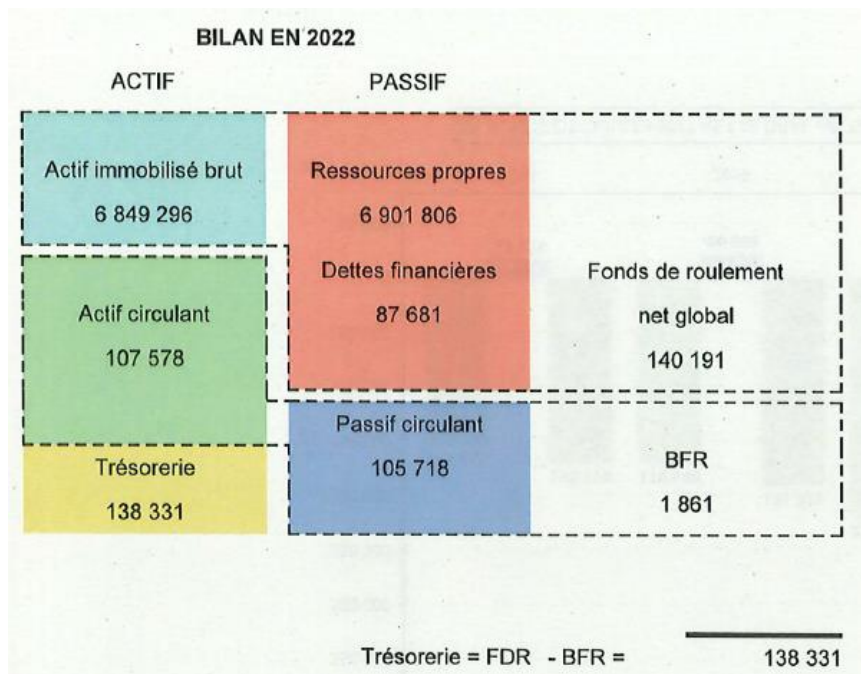 BILAN EN 2022
ACTIF
PASSIF
Actif immobilisé brut
6 849 296
Ressources propres
6 901 806
Dettes financières
87 681
Fonds de roulement
net global
140 191
Actif circulant
107 578
Passif circulant
105 718
BFR
1 861
Trésorerie
138 331
Trésorerie = FDR - BFR = 138 331